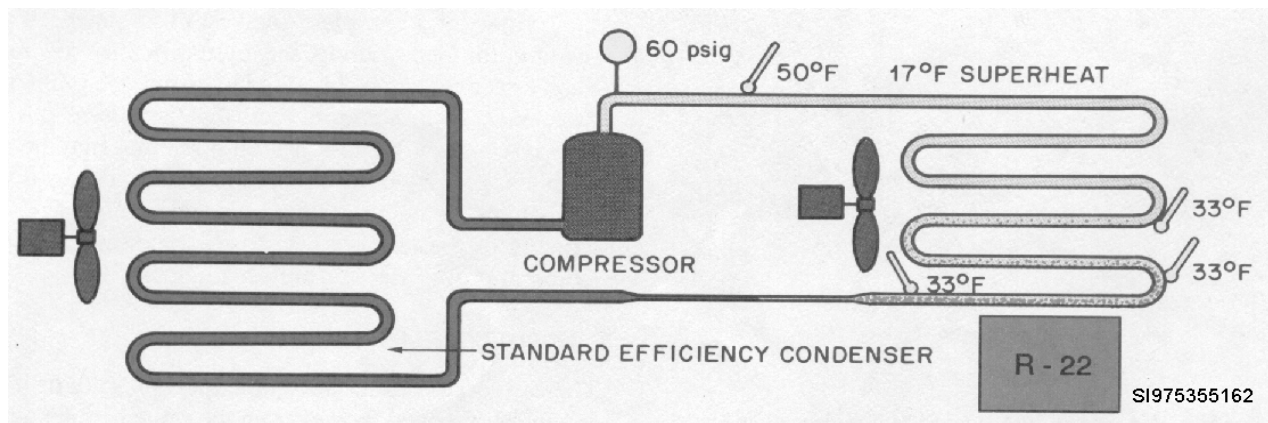 60 psig
50°F
17°F SUPERHEAT
33°F
COMPRESSOR
33°F
33°F
STANDARD EFFICIENCY CONDENSER
R - 22
SI975355162